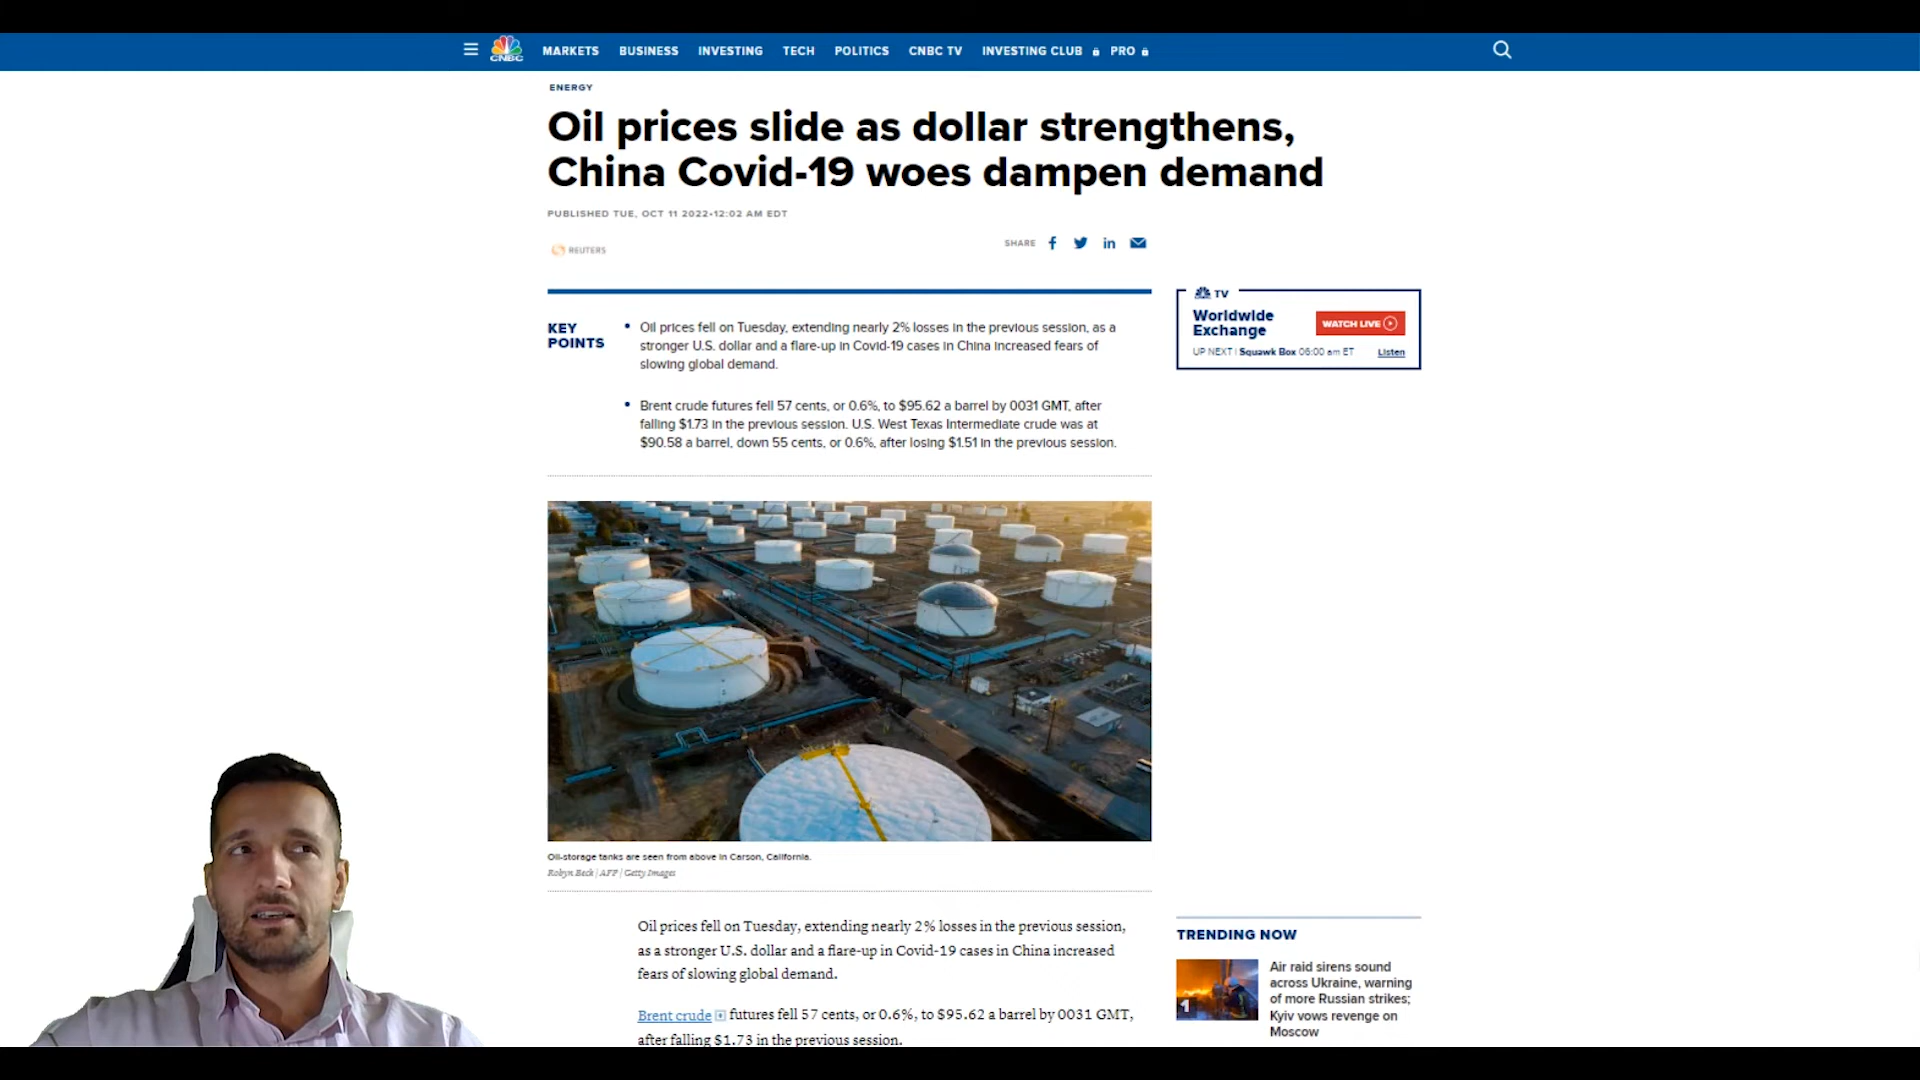 CNBC
MARKETS BUSINESS INVESTING TECH POLITICS CNBC TV INVESTING CLUB PRO
ENERGY
Oil prices slide as dollar strengthens,
China Covid-19 woes dampen demand
PUBLISHED TUE, OCT 11 2022•12:02 AM EDT
REUTERS
SHARE
KEY
POINTS
• Oil prices fell on Tuesday, extending nearly 2% losses in the previous session, as a
stronger U.S. dollar and a flare-up in Covid-19 cases in China increased fears of
slowing global demand.
• Brent crude futures fell 57 cents, or 0.6%, to $95.62 a barrel by 0031 GMT, after
falling $1.73 in the previous session. U.S. West Texas Intermediate crude was at
$90.58 a barrel, down 55 cents, or 0.6%, after losing $1.51 in the previous session.
TV
Worldwide
Exchange
WATCH LIVE
UP NEXT | Squawk Box 06:00 am ET
Listen
Oil-storage tanks are seen from above in Carson, California.
Robyn Beck | AFP | Getty Images
Oil prices fell on Tuesday, extending nearly 2% losses in the previous session,
as a stronger U.S. dollar and a flare-up in Covid-19 cases in China increased
fears of slowing global demand.
Brent crude futures fell 57 cents, or 0.6%, to $95.62 a barrel by 0031 GMT,
after falling $1.73 in the previous session.
TRENDING NOW
1
Air raid sirens sound
across Ukraine, warning
of more Russian strikes;
Kyiv vows revenge on
Moscow